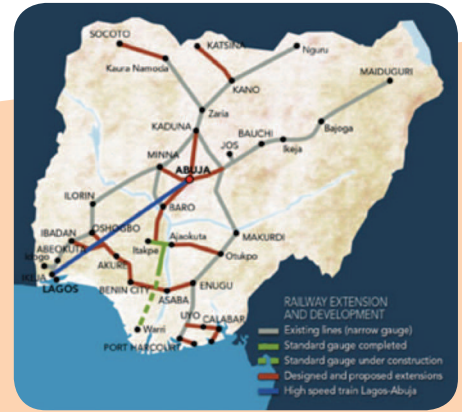 SOCOTO
KATSINA
Nguru
Kaura Namocia
MAIDUGURI
KANO
Zaria
KADUNA
BAUCHI
Bajoga
JOS
Ikeja
MINNA
ABUJA
ILORIN
BARO
OSHOGBO
IBADAN
MAKURDI
ABEOKUTA
Itakpe
Ajaokuta
Otukpo
AKURE
IKEJA
LAGOS
BENIN CITY
ASABA
ENUGU
UYO
CALABAR
Warri
PORT HARCOURT
RAILWAY EXTENSION
AND DEVELOPMENT
Existing lines (narrow gauge)
Standard gauge completed
Standard gauge under construction
Designed and proposed extensions
High speed train Lagos-Abuja